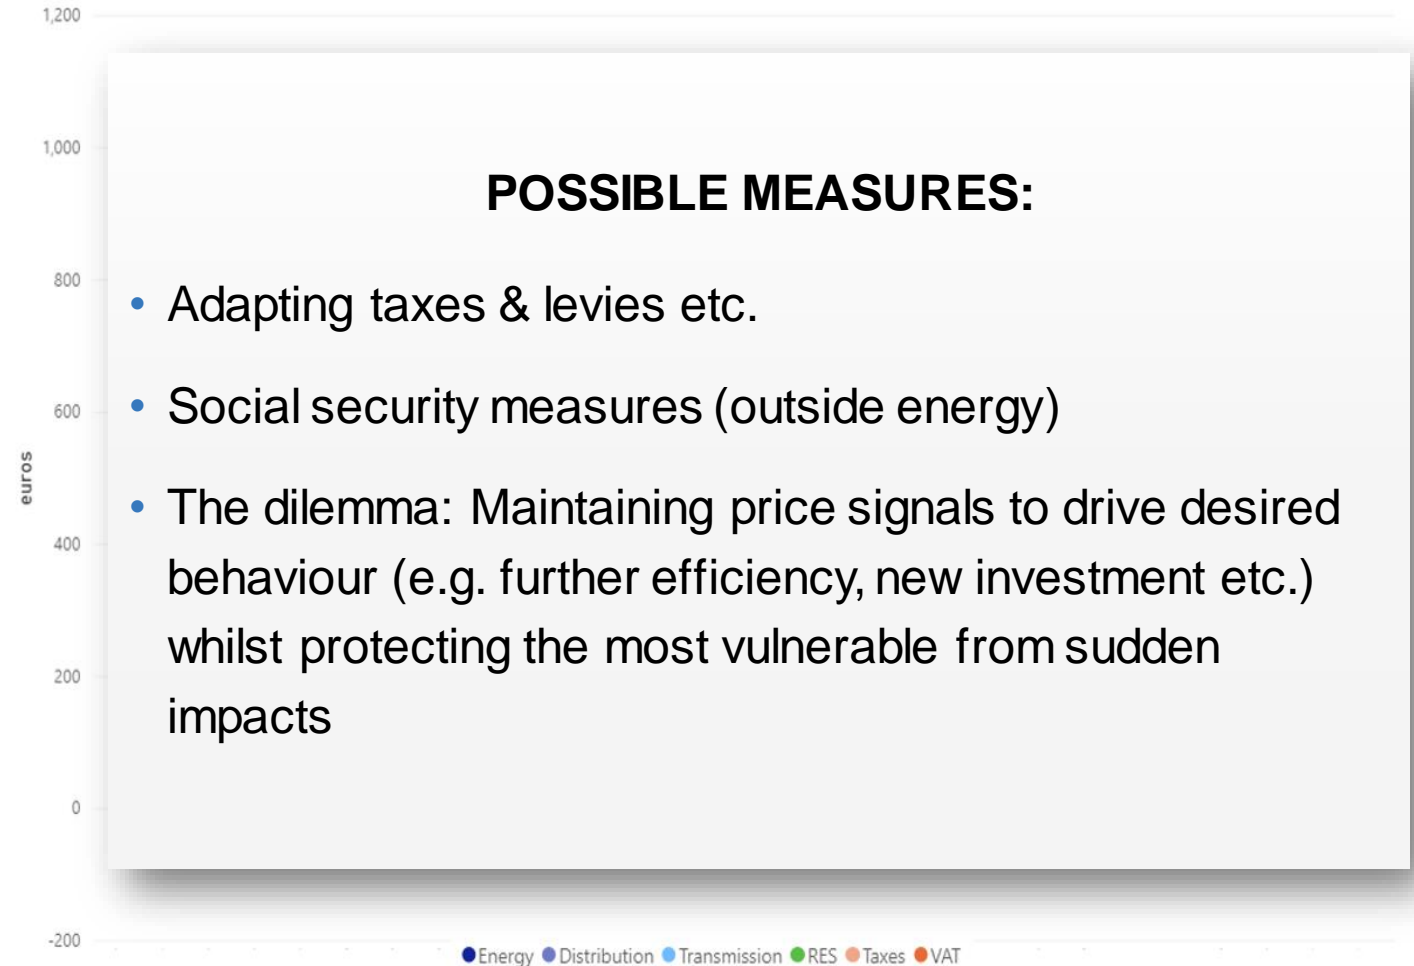 1,200
1,000
800
600
400
200
0
-200
euros
POSSIBLE MEASURES:
• Adapting taxes & levies etc.
• Social security measures (outside energy)
• The dilemma: Maintaining price signals to drive desired
behaviour (e.g. further efficiency, new investment etc.)
whilst protecting the most vulnerable from sudden
impacts
Energy Distribution Transmission RES Taxes VAT